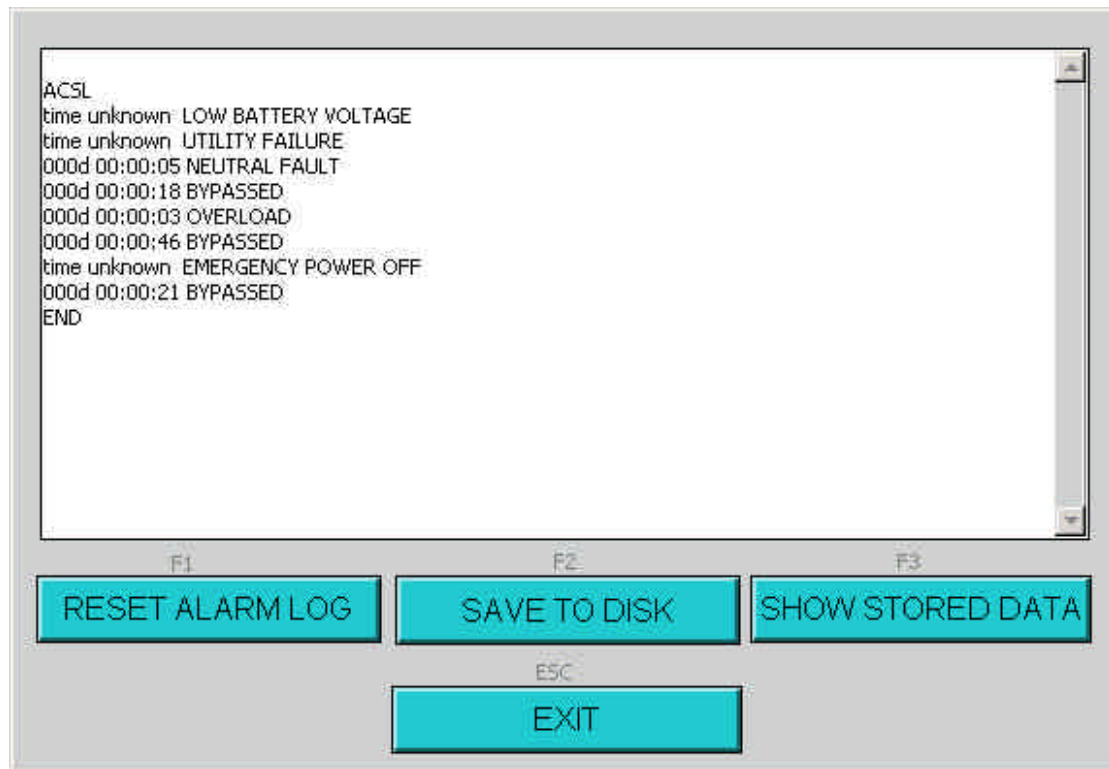 ACSL
time unknown LOW BATTERY VOLTAGE
time unknown UTILITY FAILURE
000d 00:00:05 NEUTRAL FAULT
000d 00:00:18 BYPASSED
000d 00:00:03 OVERLOAD
000d 00:00:46 BYPASSED
time unknown EMERGENCY POWER OFF
000d 00:00:21 BYPASSED
END
F1 F2 F3
RESET ALARM LOG SAVE TO DISK SHOW STORED DATA
ESC
EXIT